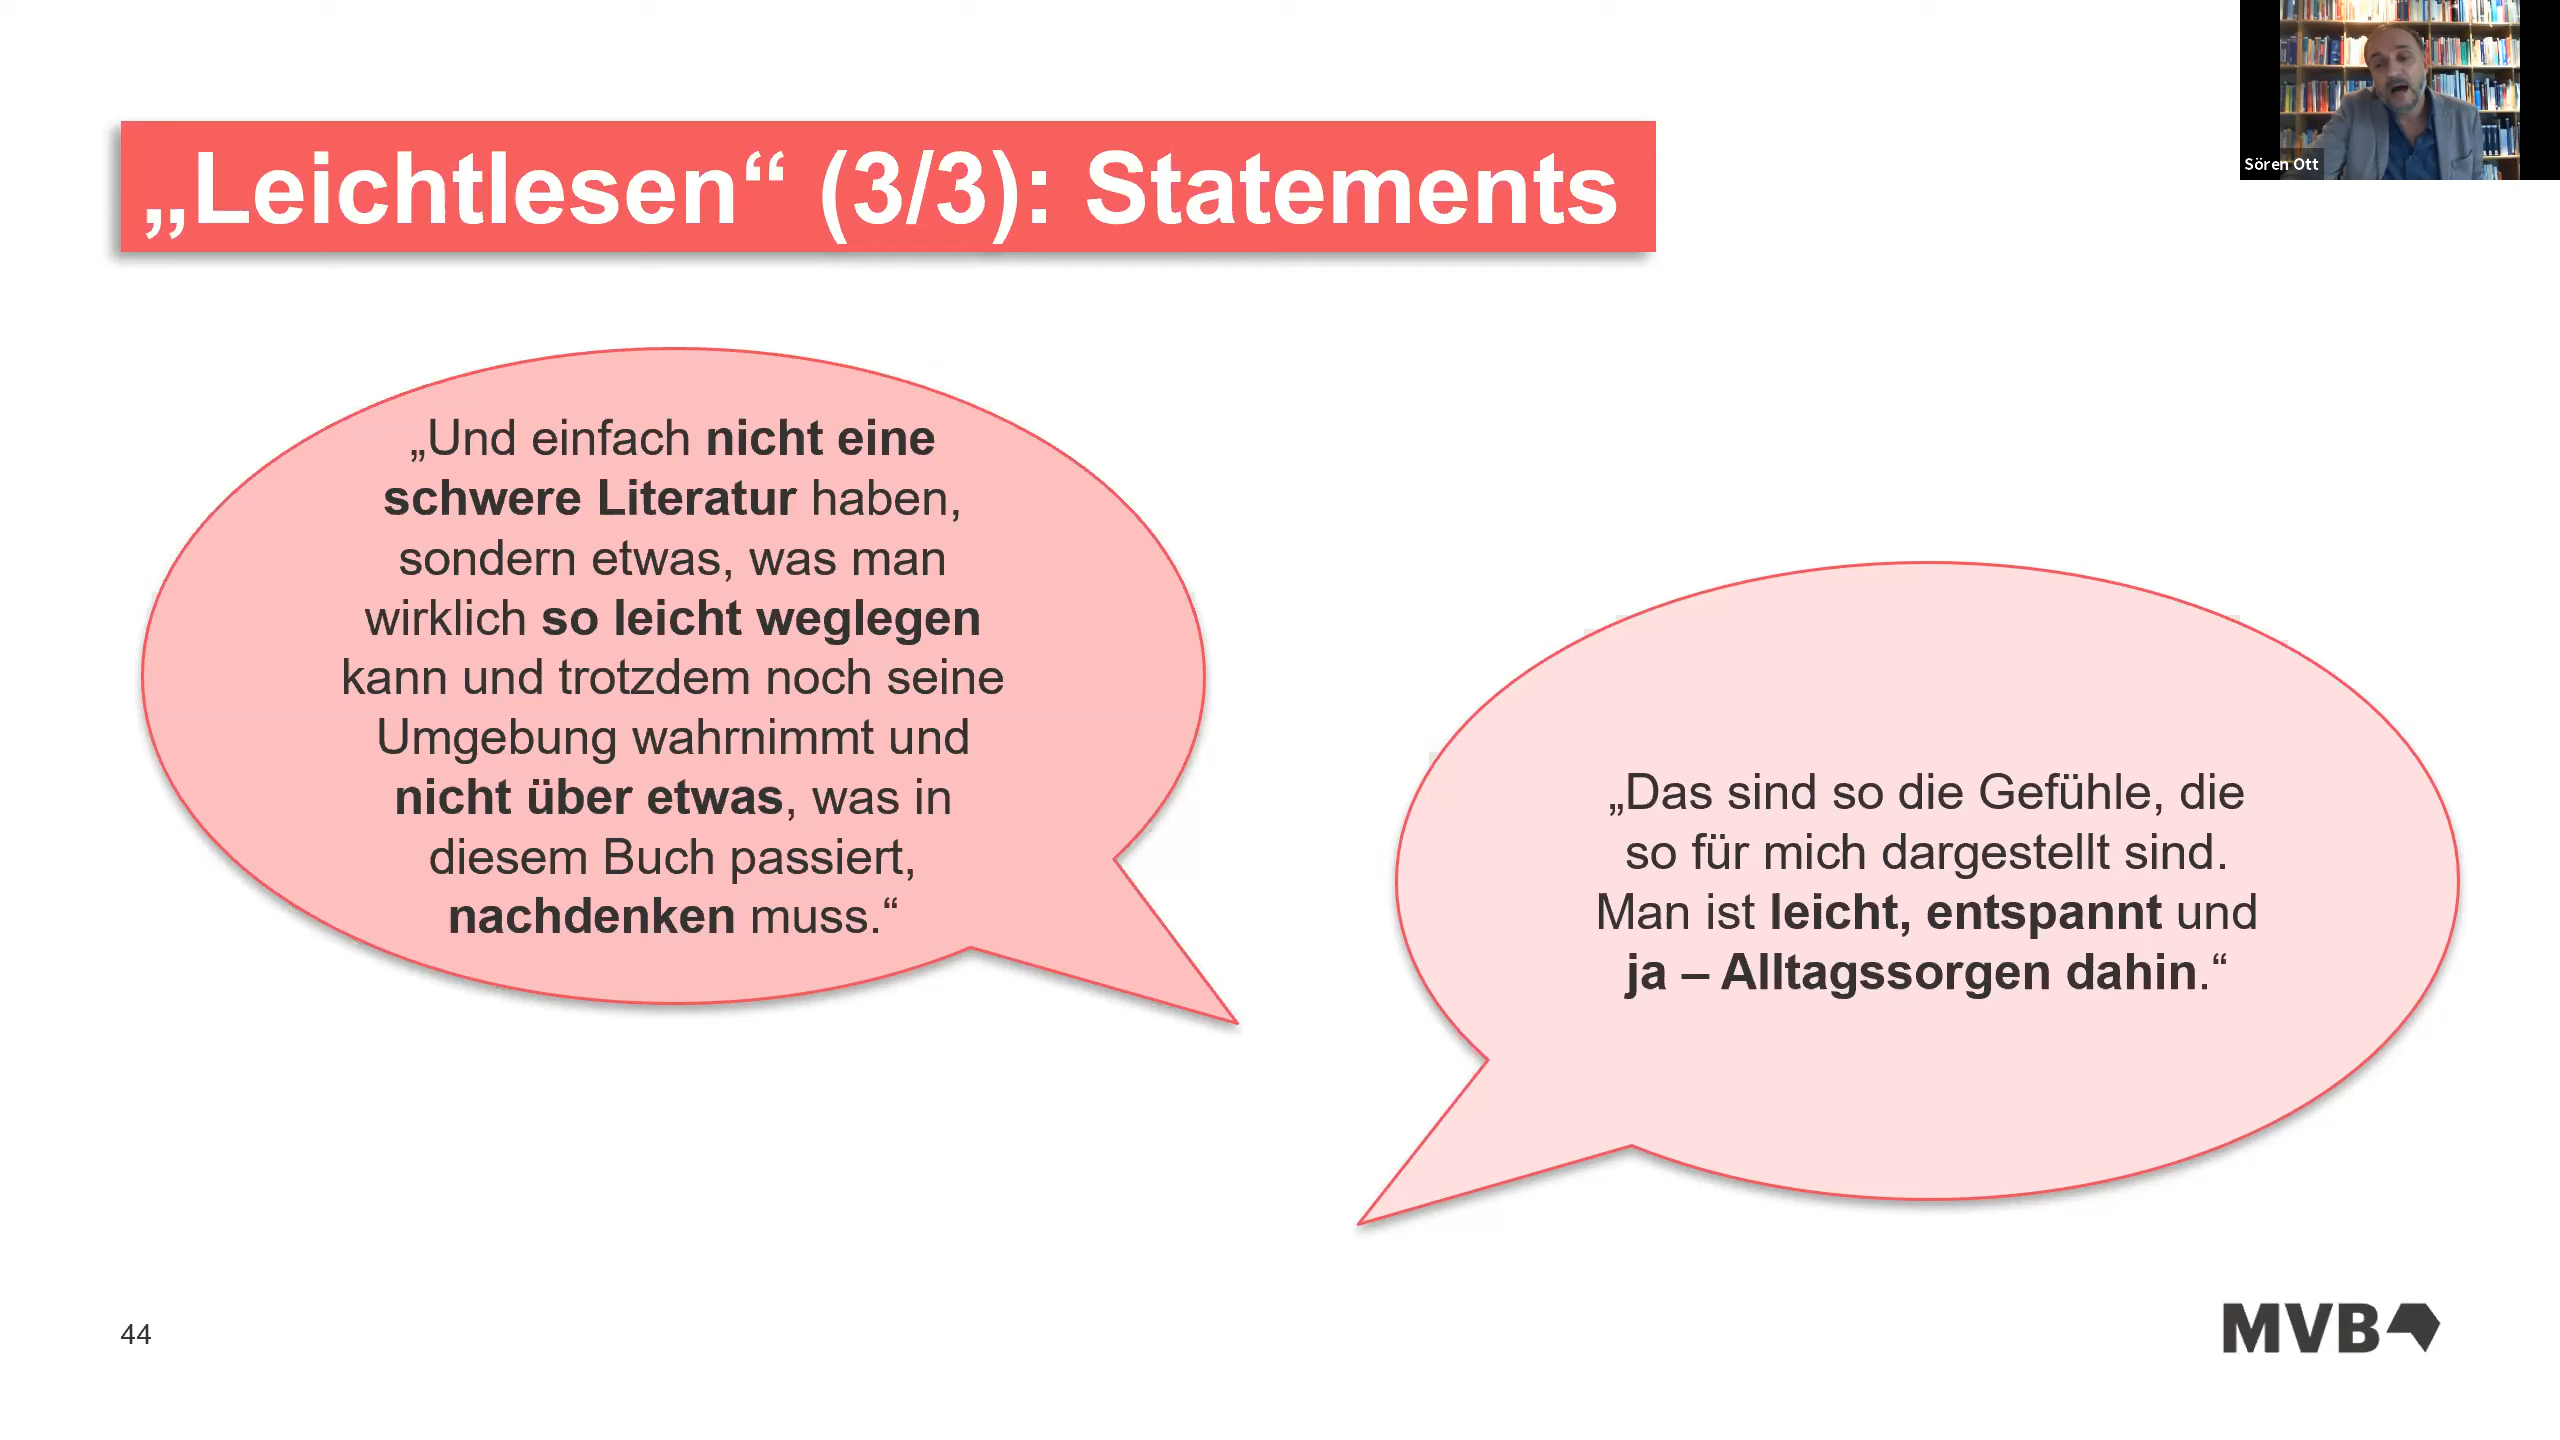 Sören Ott
„Leichtlesen“ (3/3): Statements
„Und einfach nicht eine
schwere Literatur haben,
sondern etwas, was man
wirklich so leicht weglegen
kann und trotzdem noch seine
Umgebung wahrnimmt und
nicht über etwas, was in
diesem Buch passiert,
nachdenken muss.“
„Das sind so die Gefühle, die
so für mich dargestellt sind.
Man ist leicht, entspannt und
ja – Alltagssorgen dahin.“
44
MVB